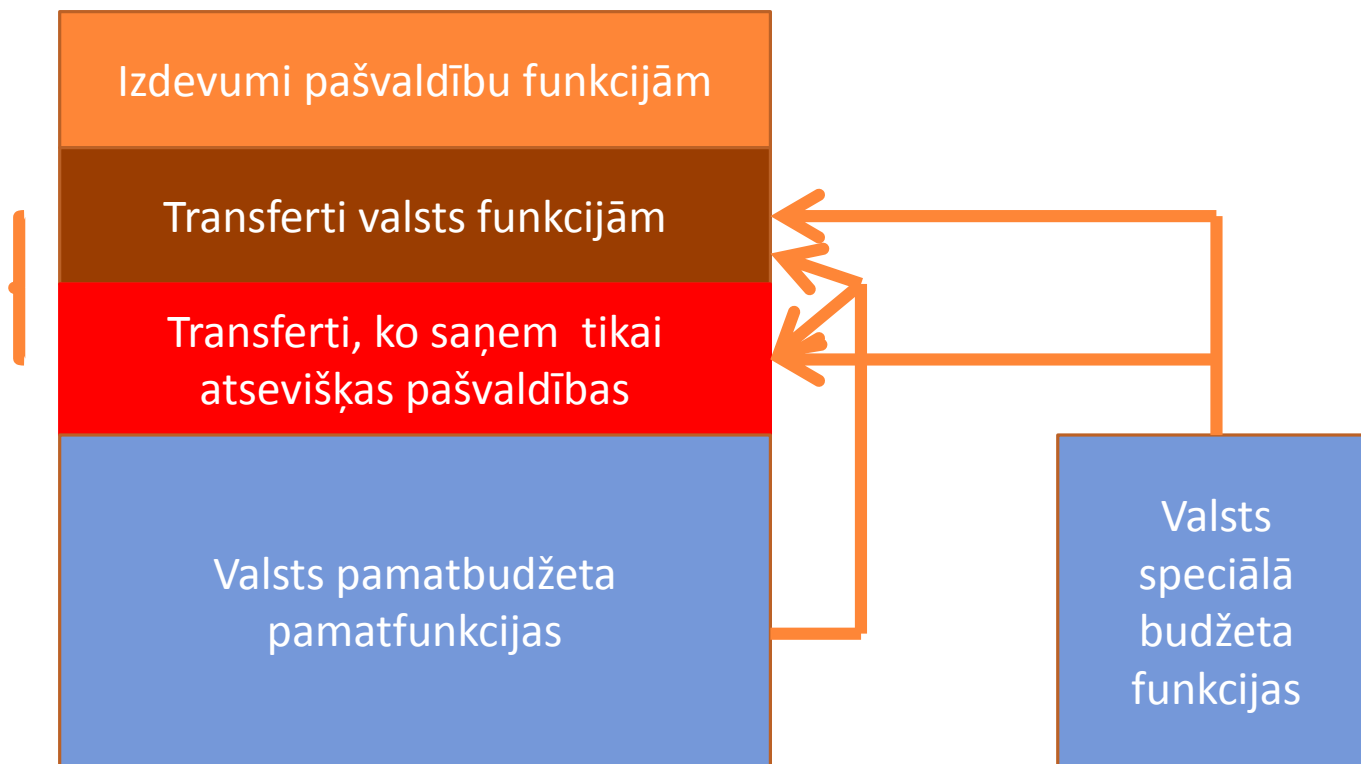 Izdevumi pašvaldību funkcijām
Transferti valsts funkcijām
Transferti, ko saņem  tikai
atsevišķas pašvaldības
Valsts pamatbudžeta
pamatfunkcijas
Valsts
speciālā
budžeta
funkcijas